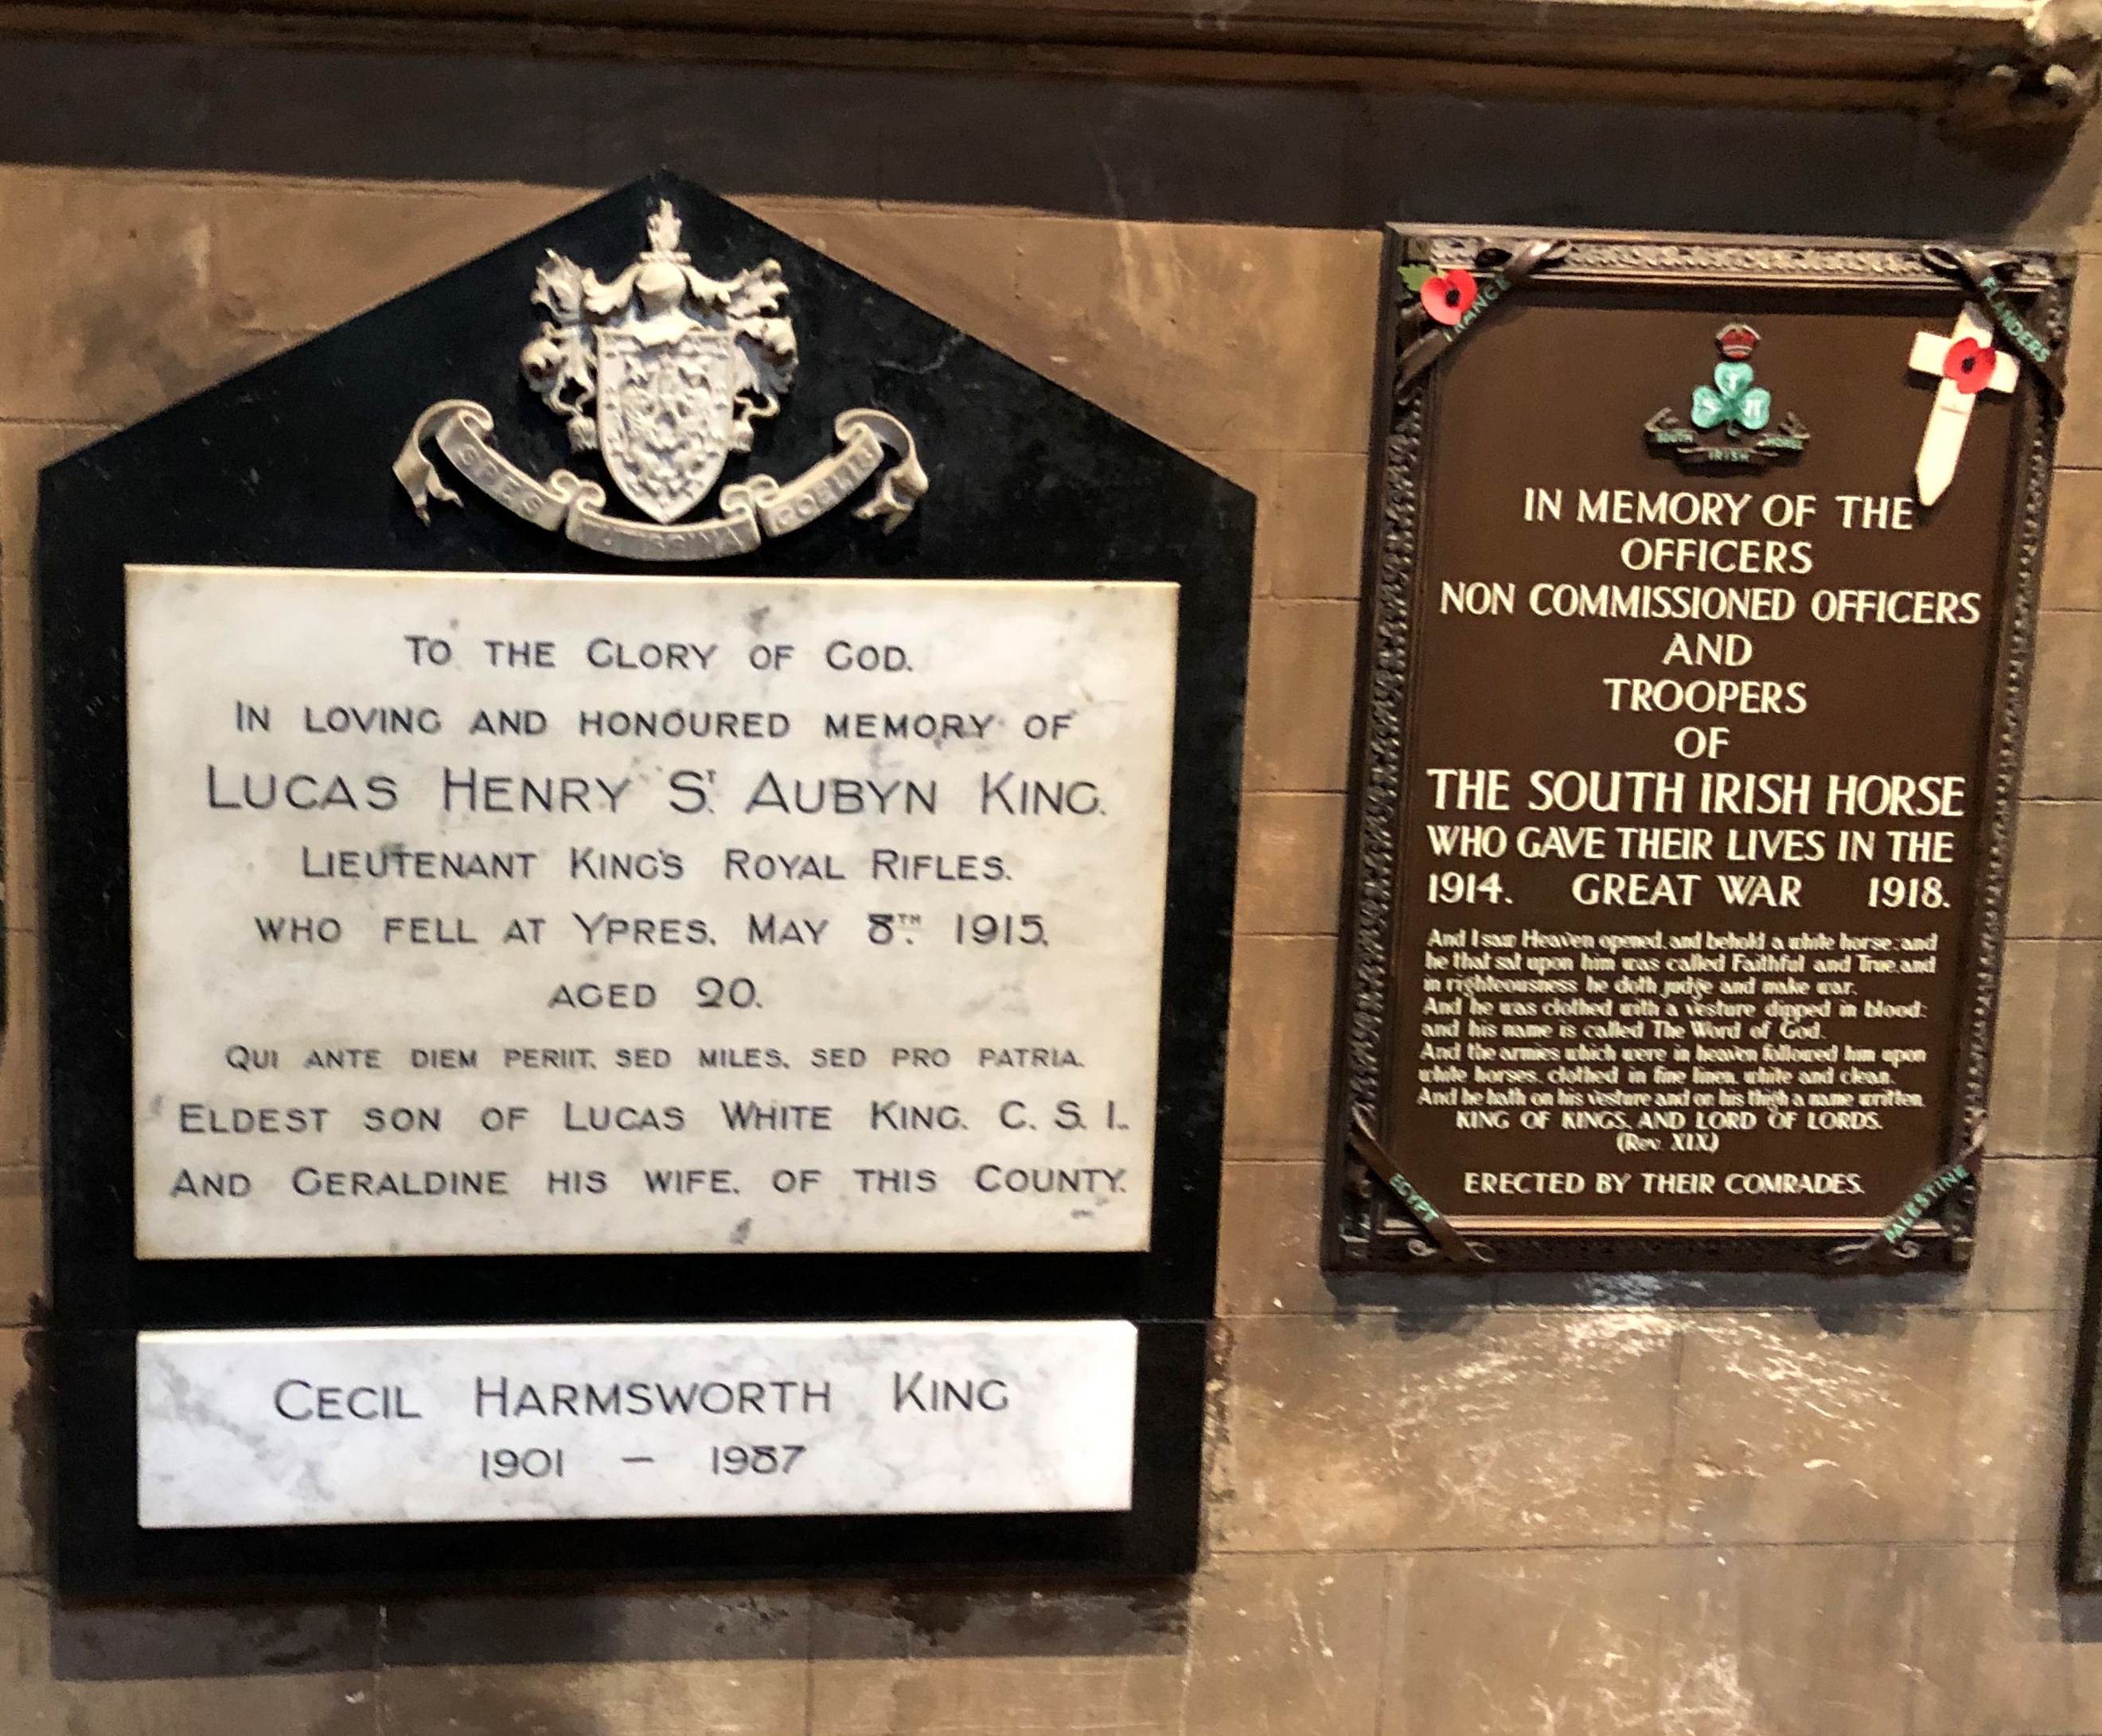 SPES
TUTISSIMA
COELIS
TO THE GLORY OF GOD.
IN LOVING AND HONOURED MEMORY OF
LUCAS HENRY ST. AUBYN KING.
LIEUTENANT KING'S ROYAL RIFLES.
WHO FELL AT YPRES. MAY 8TH. 1915.
AGED 20.
QUI ANTE DIEM PERIIT. SED MILES. SED PRO PATRIA.
ELDEST SON OF LUCAS WHITE KING. C. S. I..
AND GERALDINE HIS WIFE. OF THIS COUNTY.
CECIL HARMSWORTH KING
1901 – 1987
FRANCE
FLANDERS
S I H
SOUTH IRISH HORSE
IN MEMORY OF THE
OFFICERS
NON COMMISSIONED OFFICERS
AND
TROOPERS
OF
THE SOUTH IRISH HORSE
WHO GAVE THEIR LIVES IN THE
1914. GREAT WAR 1918.
And I saw Heaven opened, and behold a white horse; and
he that sat upon him was called Faithful and True, and
in righteousness he doth judge and make war.
And he was clothed with a vesture dipped in blood:
and his name is called The Word of God.
And the armies which were in heaven followed him upon
white horses, clothed in fine linen, white and clean.
And he hath on his vesture and on his thigh a name written,
KING OF KINGS, AND LORD OF LORDS.
(Rev. XIX)
ERECTED BY THEIR COMRADES.
EGYPT
PALESTINE